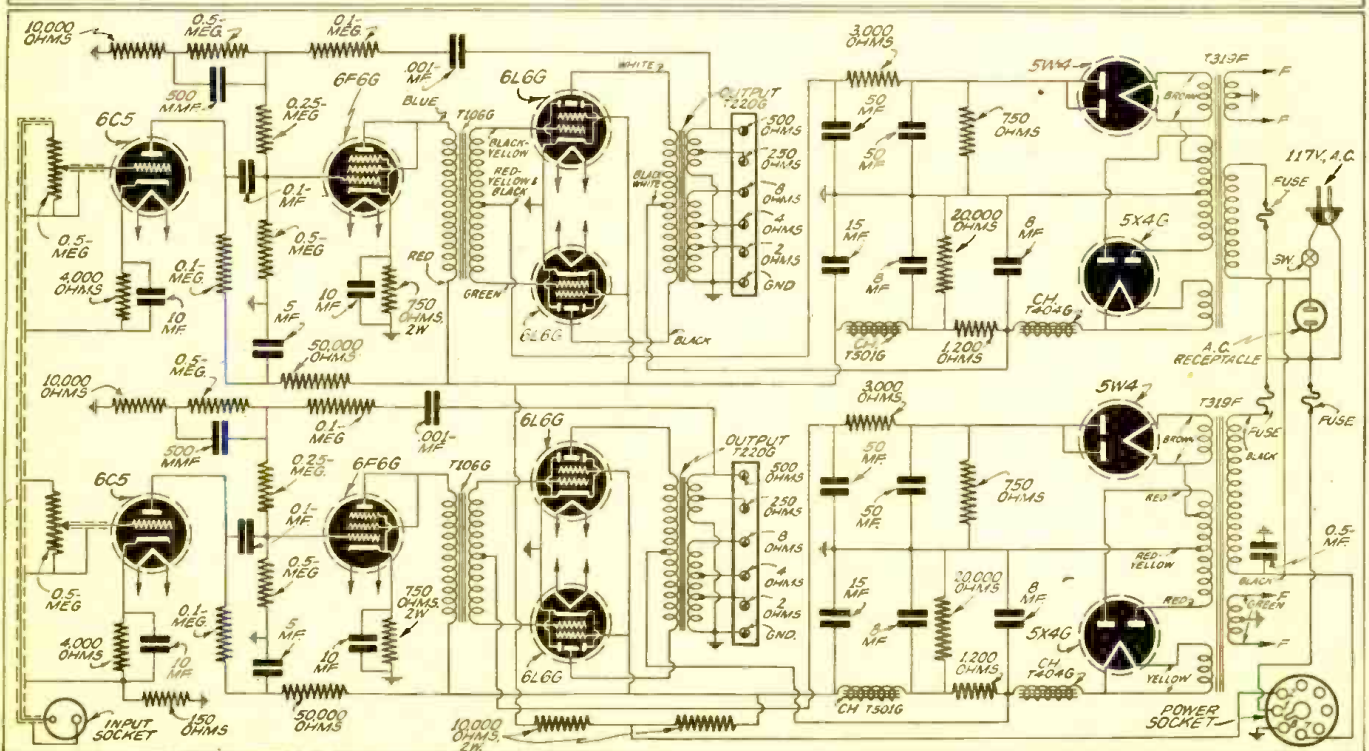 10,000 OHMS
0.5-MEG.
0.1-MEG.
500 MMF
.001-MF.
6C5
0.25-MEG
6F6G
BLUE
T106G
6L6G
WHITE
OUTPUT T220G
500 OHMS
250 OHMS
8 OHMS
4 OHMS
2 OHMS
GND
BLACK-YELLOW
RED-YELLOW & BLACK
BLACK WHITE
0.5-MEG
0.1-MF
0.5-MEG.
4,000 OHMS
10 MF
0.1-MEG.
RED
10 MF
750 OHMS. 2W.
GREEN
6L6G
BLACK
5 MF.
50,000 OHMS
3,000 OHMS
50 MF.
50 MF
750 OHMS
15 MF
8 MF
20,000 OHMS
8 MF
CH. T501G
1,200 OHMS
CH. T404G
5W4
BROWN
5X4G
T319F
F
F
FUSE
117V., A.C.
SW.
A.C. RECEPTACLE
10,000 OHMS
0.5-MEG.
0.1-MEG
500 MMF
.001-MF
6C5
0.25-MEG
6F6G
T106G
6L6G
OUTPUT T220G
500 OHMS
250 OHMS
8 OHMS
4 OHMS
2 OHMS
GND.
0.5-MEG
0.1-MF.
0.5-MEG.
4,000 OHMS
10 MF
0.1-MEG.
10 MF
750 OHMS. 2W
6L6G
5 MF.
50,000 OHMS
150 OHMS
INPUT SOCKET
10,000 OHMS, 2W.
3,000 OHMS
50 MF.
50 MF.
750 OHMS
15 MF
8 MF
20,000 OHMS
8 MF
CH T501G
1,200 OHMS
CH T404G
5W4
BROWN
RED
RED-YELLOW
RED
5X4G
YELLOW
T319F
FUSE
FUSE
BLACK
0.5-MF.
BLACK
GREEN
F
F
POWER SOCKET